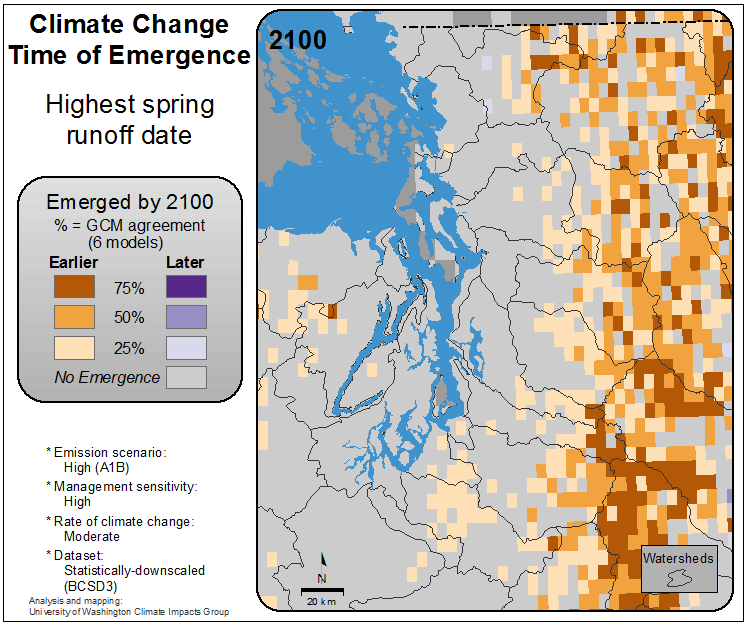 Climate Change
Time of Emergence
Highest spring
runoff date
Emerged by 2100
% = GCM agreement
(6 models)
Earlier Later
75%
50%
25%
No Emergence
* Emission scenario:
High (A1B)
* Management sensitivity:
High
* Rate of climate change:
Moderate
* Dataset:
Statistically-downscaled
(BCSD3)
Analysis and mapping:
University of Washington Climate Impacts Group
2100
N
20 km
Watersheds